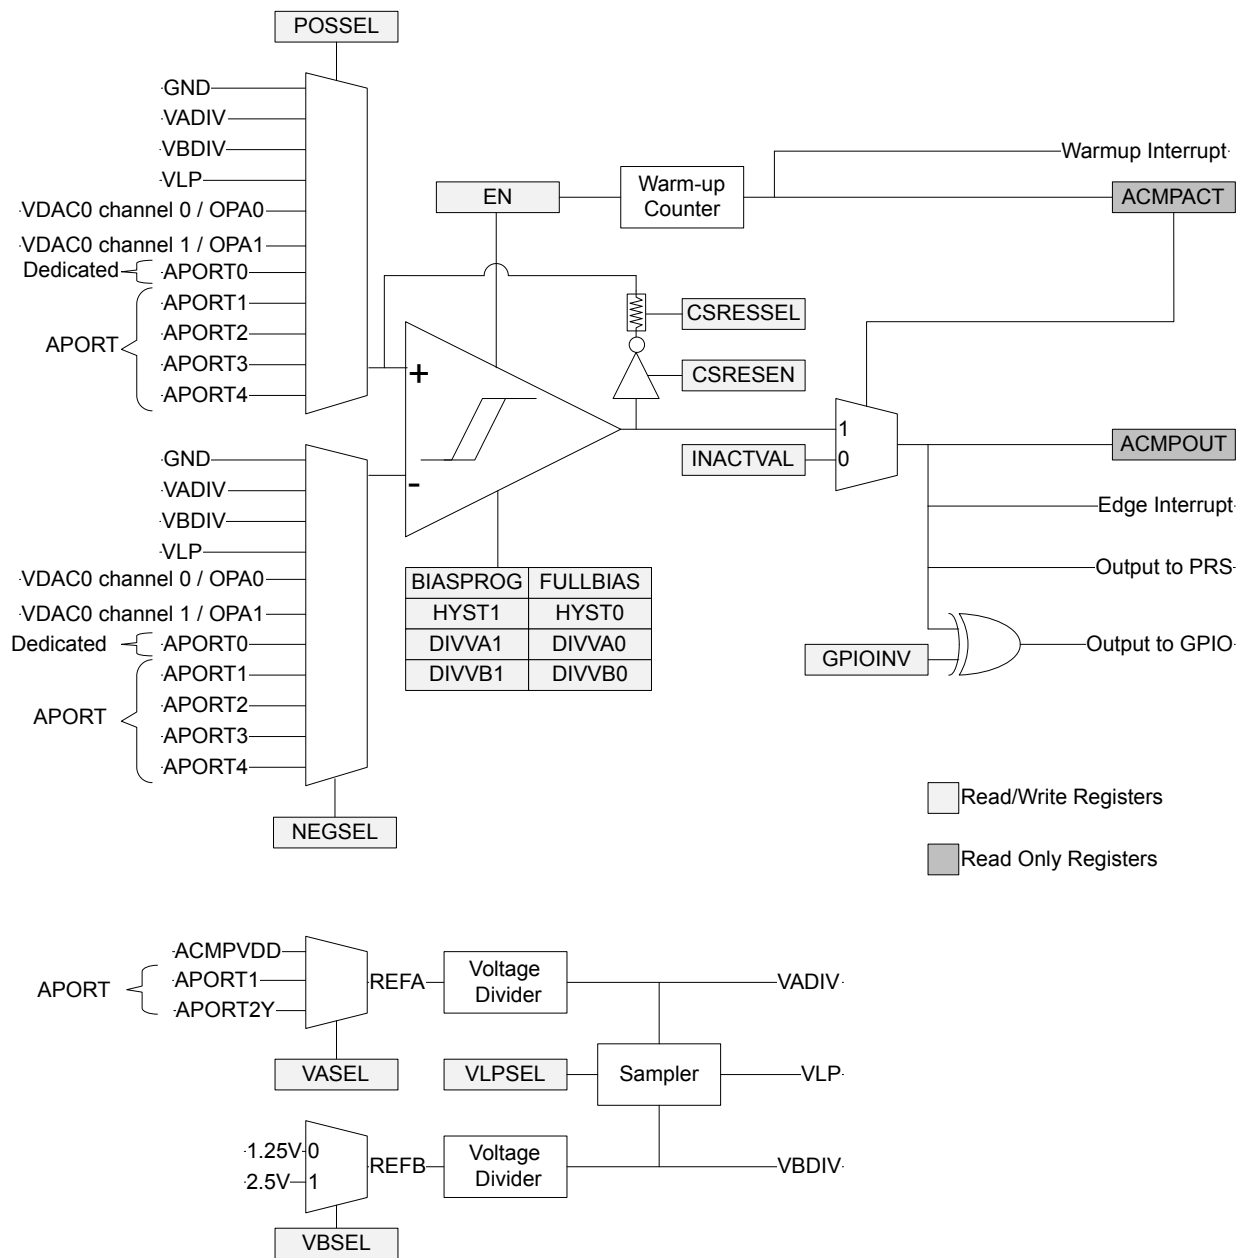 POSSEL
GND
VADIV
VBDIV
VLP
VDAC0 channel 0 / OPA0
VDAC0 channel 1 / OPA1
Dedicated
APORT0
APORT1
APORT2
APORT
APORT3
APORT4
EN
Warm-up
Counter
Warmup Interrupt
ACMPACT
CSRESSEL
CSRESEN
+
-
INACTVAL
1
0
ACMPOUT
Edge Interrupt
Output to PRS
Output to GPIO
GPIOINV
BIASPROG FULLBIAS
HYST1 HYST0
DIVVA1 DIVVA0
DIVVB1 DIVVB0
GND
VADIV
VBDIV
VLP
VDAC0 channel 0 / OPA0
VDAC0 channel 1 / OPA1
Dedicated
APORT0
APORT1
APORT2
APORT
APORT3
APORT4
NEGSEL
Read/Write Registers
Read Only Registers
ACMPVDD
APORT
APORT1
APORT2Y
REFA
Voltage
Divider
VADIV
VASEL
VLPSEL
Sampler
VLP
1.25V 0
2.5V 1
REFB
Voltage
Divider
VBDIV
VBSEL